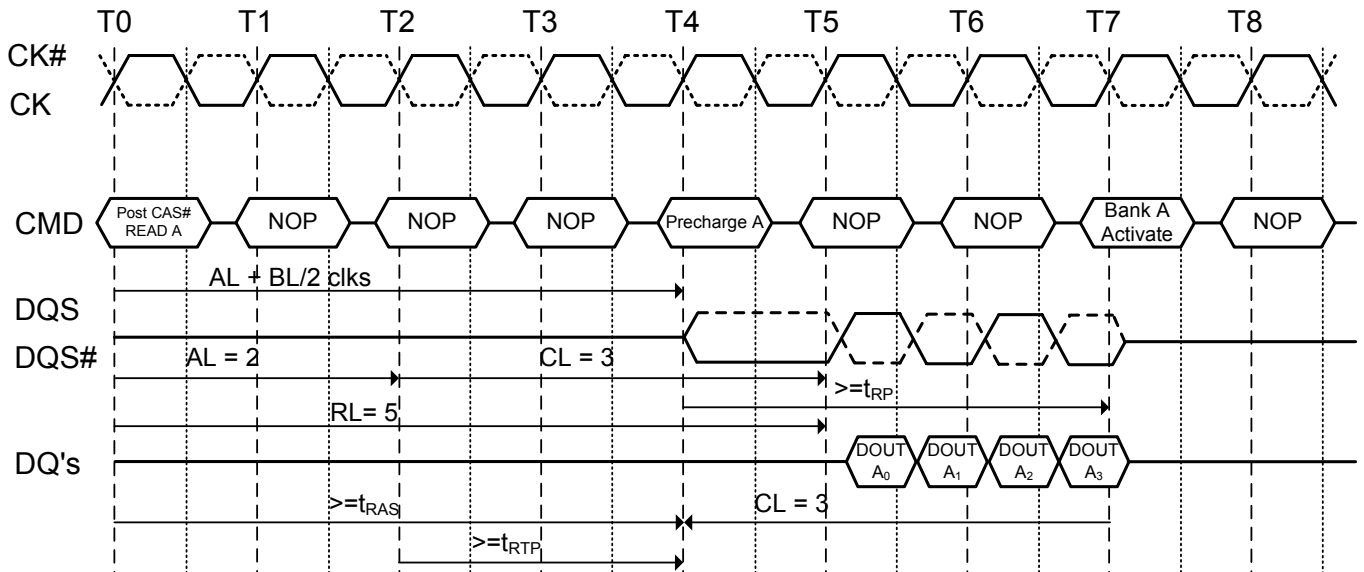 T0 T1 T2 T3 T4 T5 T6 T7 T8
CK#
CK
CMD
Post CAS#
READ A
NOP
NOP
NOP
Precharge A
NOP
NOP
Bank A
Activate
NOP
AL + BL/2 clks
DQS
DQS#
AL = 2
CL = 3
>=tRP
RL= 5
DQ's
DOUT
A0
DOUT
A1
DOUT
A2
DOUT
A3
>=tRAS
CL = 3
>=tRTP